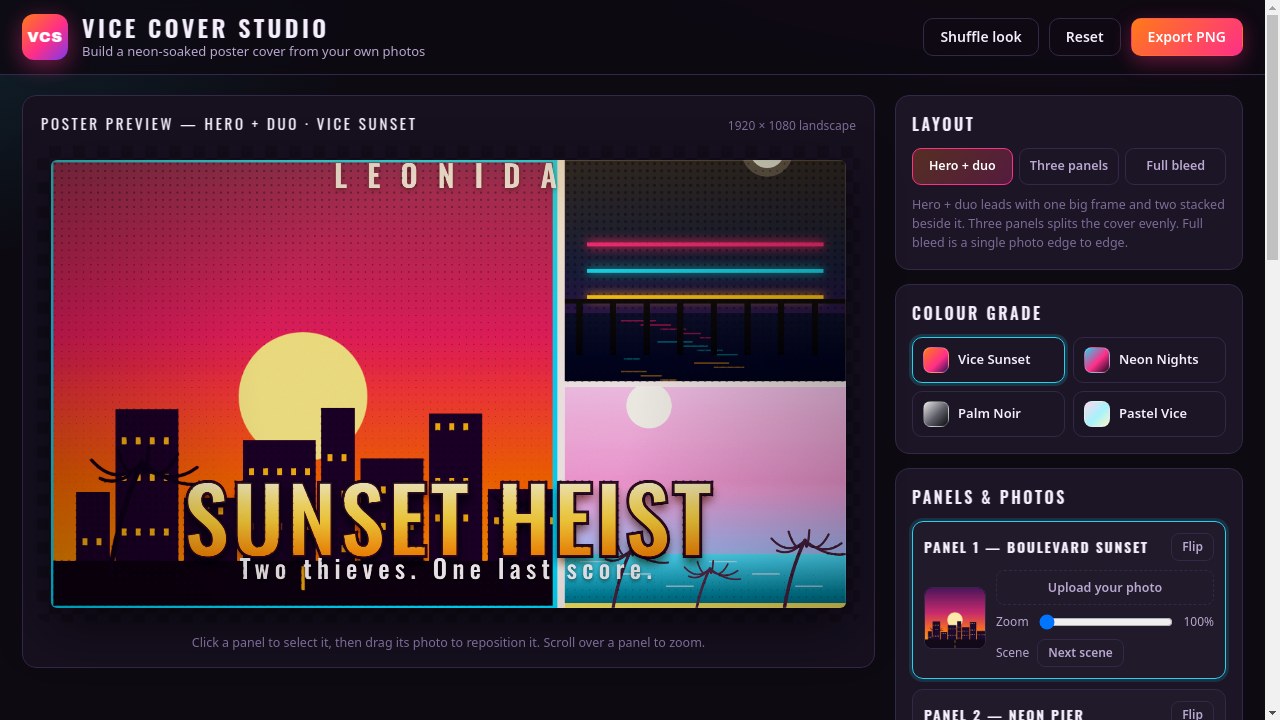 VCS
VICE COVER STUDIO
Build a neon-soaked poster cover from your own photos
Shuffle look
Reset
Export PNG
POSTER PREVIEW — HERO + DUO · VICE SUNSET
1920 × 1080 landscape
LEONIDA
SUNSET HEIST
Two thieves. One last score.
Click a panel to select it, then drag its photo to reposition it. Scroll over a panel to zoom.
LAYOUT
Hero + duo
Three panels
Full bleed
Hero + duo leads with one big frame and two stacked
beside it. Three panels splits the cover evenly. Full
bleed is a single photo edge to edge.
COLOUR GRADE
Vice Sunset
Neon Nights
Palm Noir
Pastel Vice
PANELS & PHOTOS
PANEL 1 — BOULEVARD SUNSET
Flip
Upload your photo
Zoom
100%
Scene
Next scene
PANEL 2 — NEON PIER
Flip